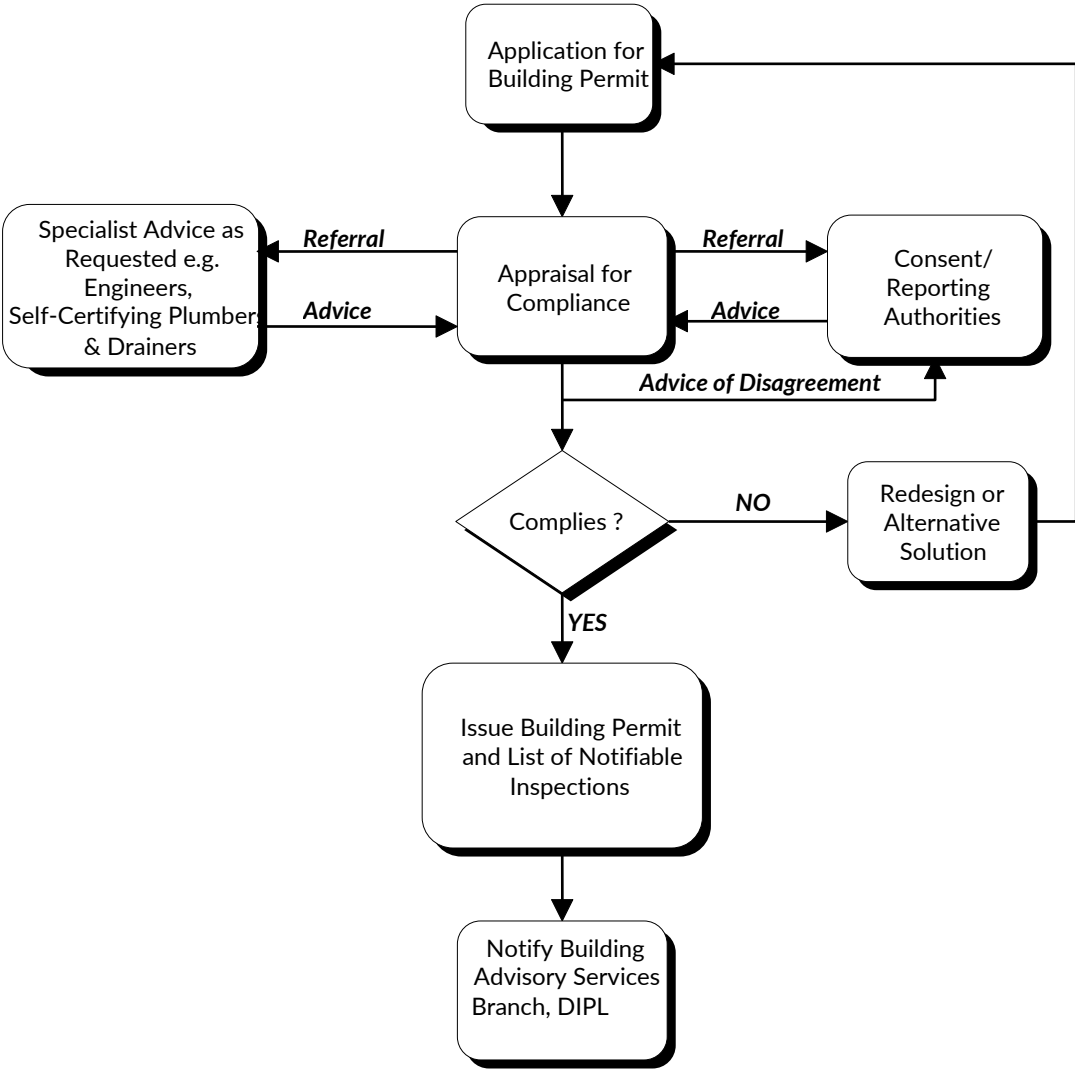 Application for
Building Permit
Specialist Advice as
Requested e.g.
Engineers,
Self-Certifying Plumbers
& Drainers
Referral
Advice
Appraisal for
Compliance
Referral
Advice
Consent/
Reporting
Authorities
Advice of Disagreement
Complies ?
NO
Redesign or
Alternative
Solution
YES
Issue Building Permit
and List of Notifiable
Inspections
Notify Building
Advisory Services
Branch, DIPL